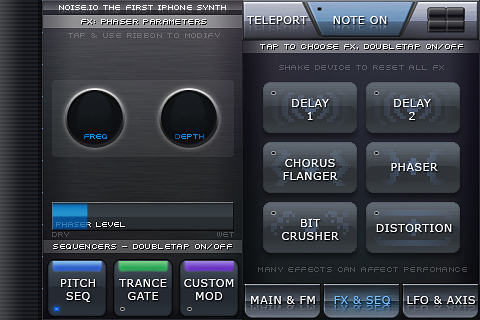 NOISE.IO THE FIRST IPHONE SYNTH
FX: PHASER PARAMETERS
TAP & USE RIBBON TO MODIFY
FREQ
DEPTH
PHASER LEVEL
DRY
WET
SEQUENCERS - DOUBLETAP ON/OFF
PITCH
SEQ
TRANCE
GATE
CUSTOM
MOD
TELEPORT
NOTE ON
TAP TO CHOOSE FX. DOUBLETAP ON/OFF
SHAKE DEVICE TO RESET ALL FX
DELAY
1
DELAY
2
CHORUS
FLANGER
PHASER
BIT
CRUSHER
DISTORTION
MANY EFFECTS CAN AFFECT PERFOMANCE
MAIN & FM
FX & SEQ
LFO & AXIS